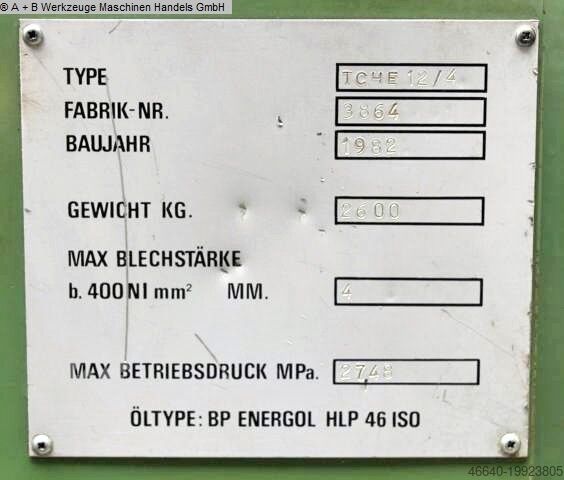 © A + B Werkzeuge Maschinen Handels GmbH
TYPE TC4E 12/4
FABRIK-NR. 3864
BAUJAHR 1982
GEWICHT KG. 2600
MAX BLECHSTÄRKE
b. 400 N I mm² MM. 4
MAX BETRIEBSDRUCK MPa. 2748
ÖLTYPE: BP ENERGOL HLP 46 ISO
46640-19923805